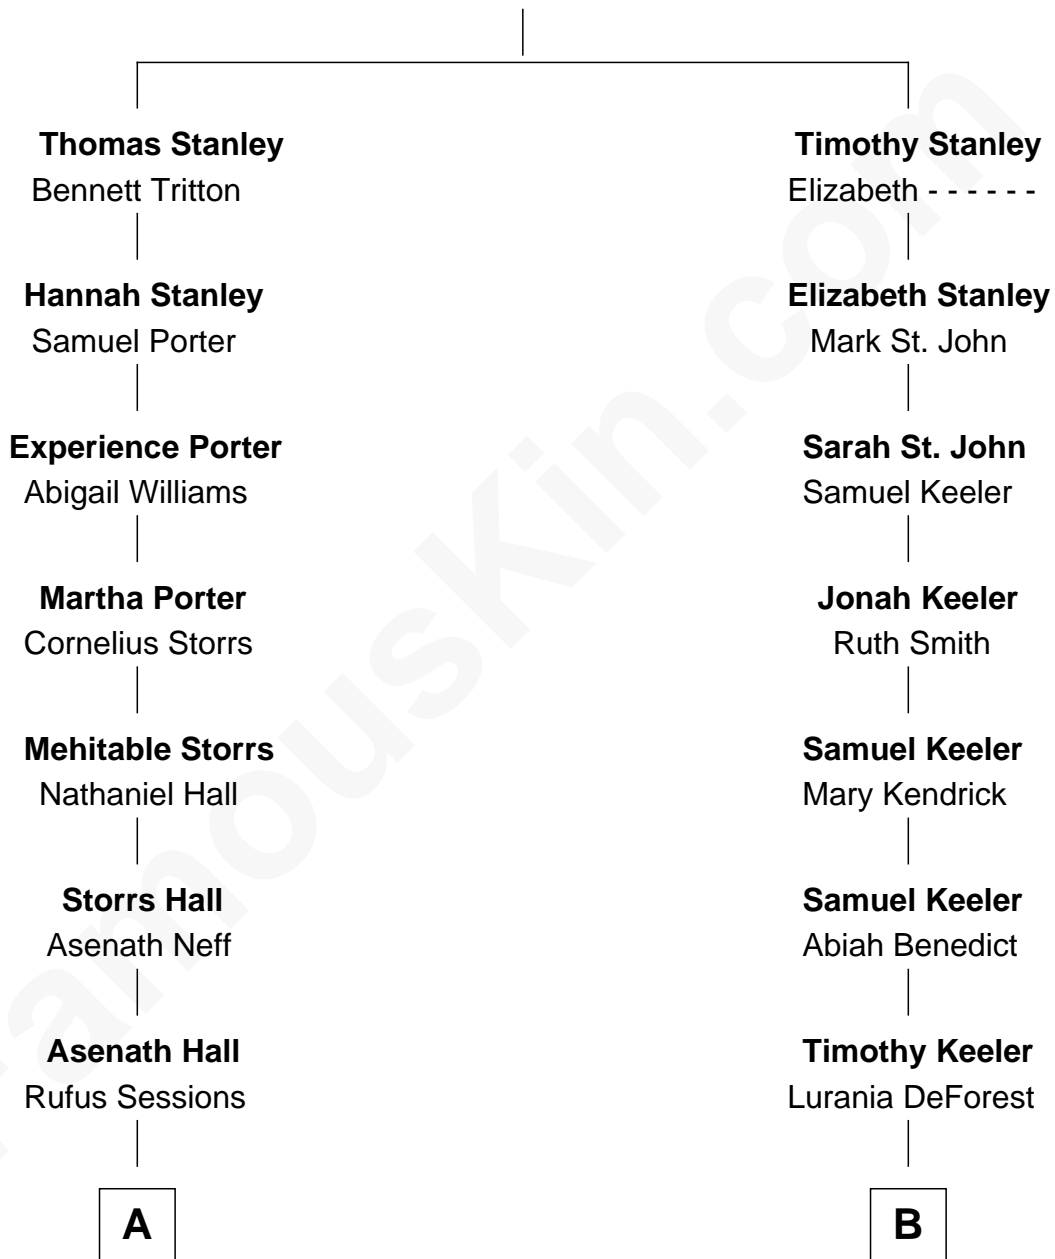 Thomas Stanley
Bennett Tritton
Hannah Stanley
Samuel Porter
Experience Porter
Abigail Williams
Martha Porter
Cornelius Storrs
Mehitable Storrs
Nathaniel Hall
Storrs Hall
Asenath Neff
Asenath Hall
Rufus Sessions
A
Timothy Stanley
Elizabeth - - - - - -
Elizabeth Stanley
Mark St. John
Sarah St. John
Samuel Keeler
Jonah Keeler
Ruth Smith
Samuel Keeler
Mary Kendrick
Samuel Keeler
Abiah Benedict
Timothy Keeler
Lurania DeForest
B
FamousKin.com